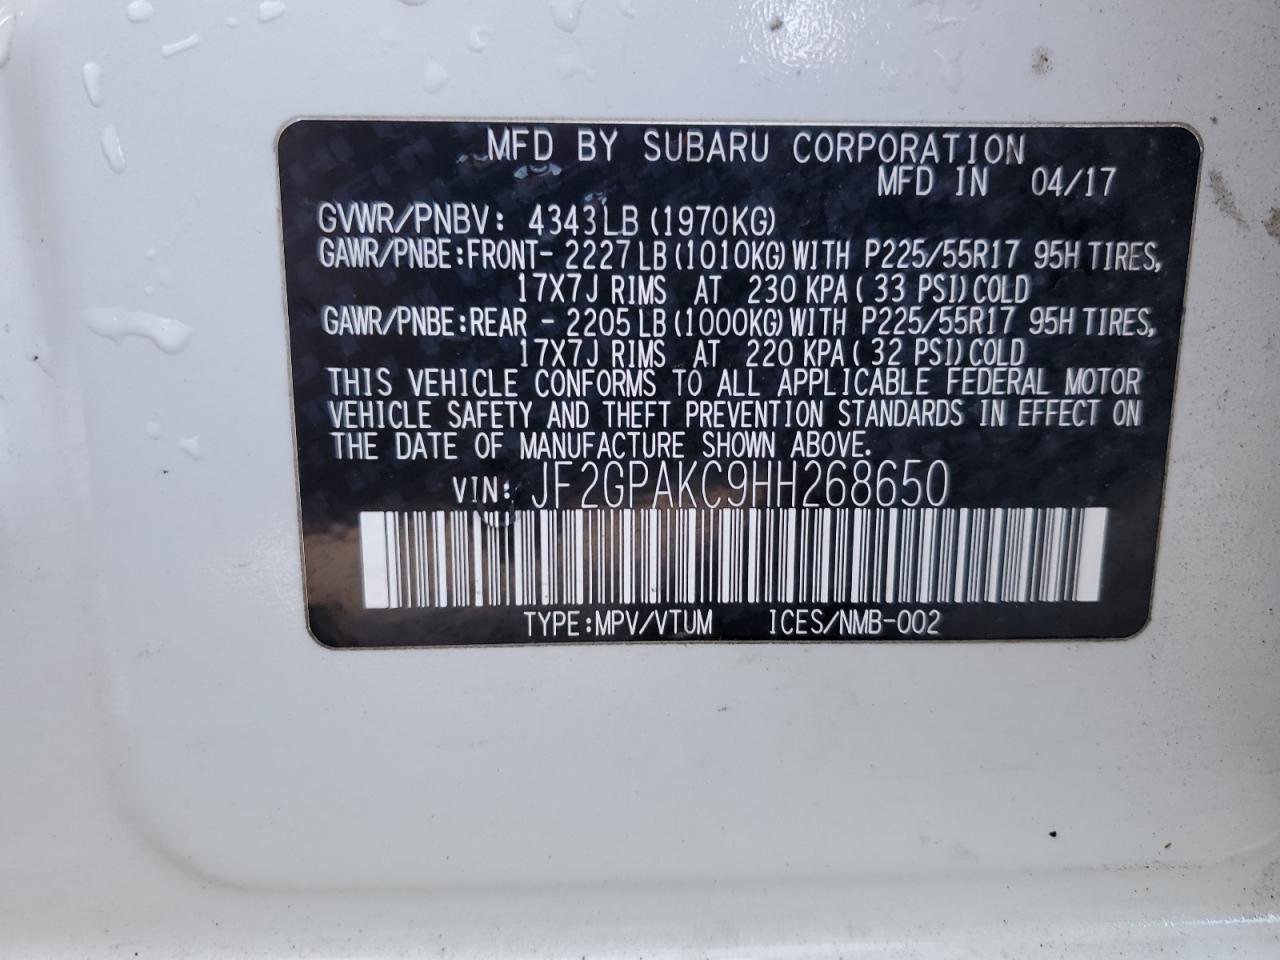 MFD BY SUBARU CORPORATION
MFD IN 04/17
GVWR/PNBV: 4343LB (1970KG)
GAWR/PNBE:FRONT- 2227 LB (1010KG) WITH P225/55R17 95H TIRES,
17X7J RIMS AT 230 KPA ( 33 PSI) COLD
GAWR/PNBE:REAR - 2205 LB (1000KG) WITH P225/55R17 95H TIRES,
17X7J RIMS AT 220 KPA ( 32 PSI) COLD
THIS VEHICLE CONFORMS TO ALL APPLICABLE FEDERAL MOTOR
VEHICLE SAFETY AND THEFT PREVENTION STANDARDS IN EFFECT ON
THE DATE OF MANUFACTURE SHOWN ABOVE.
VIN: JF2GPAKC9HH268650
TYPE:MPV/VTUM ICES/NMB-002